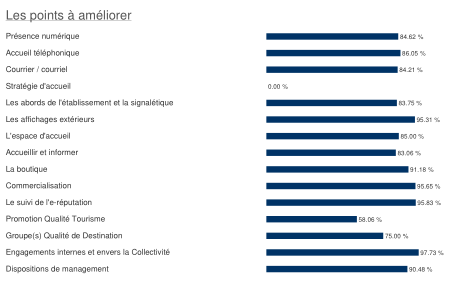 Les points à améliorer
Présence numérique 84.62 %
Accueil téléphonique 86.05 %
Courrier / courriel 84.21 %
Stratégie d'accueil 0.00 %
Les abords de l'établissement et la signalétique 83.75 %
Les affichages extérieurs 95.31 %
L'espace d'accueil 85.00 %
Accueillir et informer 83.06 %
La boutique 91.18 %
Commercialisation 95.65 %
Le suivi de l'e-réputation 95.83 %
Promotion Qualité Tourisme 58.06 %
Groupe(s) Qualité de Destination 75.00 %
Engagements internes et envers la Collectivité 97.73 %
Dispositions de management 90.48 %